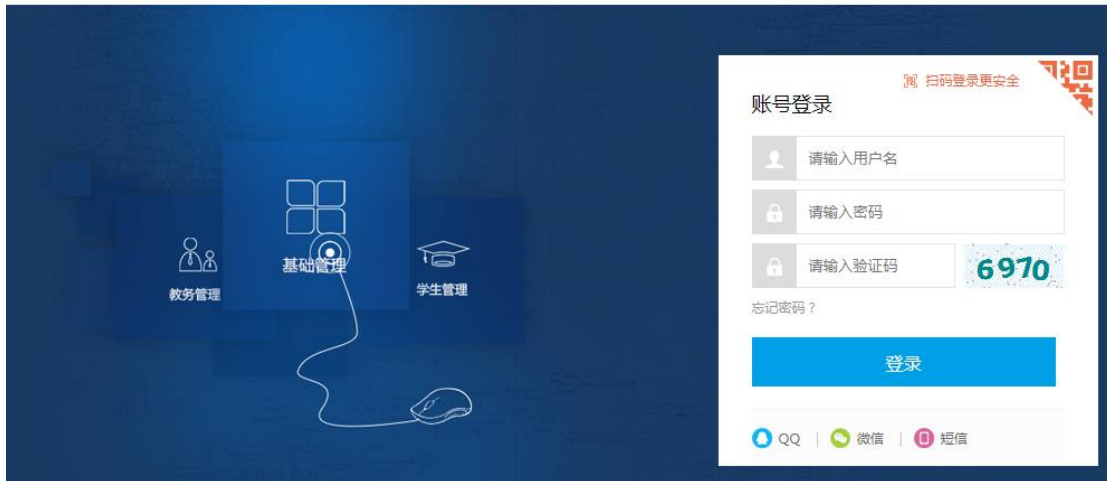 扫码登录更安全
账号登录
请输入用户名
请输入密码
请输入验证码
6970
忘记密码？
登录
QQ | 微信 | 短信
基础管理
教务管理
学生管理